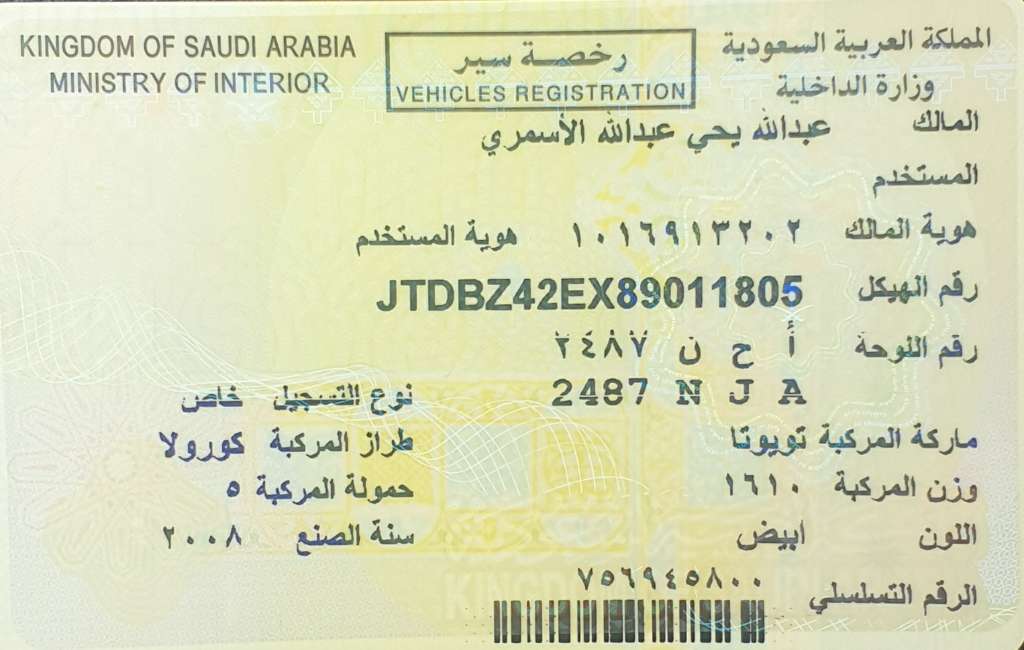 KINGDOM OF SAUDI ARABIA
MINISTRY OF INTERIOR
رخصة سير
VEHICLES REGISTRATION
المملكة العربية السعودية
وزارة الداخلية
المالك عبدالله يحي عبدالله الأسمري
المستخدم
هوية المالك ١٠١٦٩١٣٢٠٢ هوية المستخدم
رقم الهيكل JTDBZ42EX89011805
رقم اللوحة أ ح ن ٢٤٨٧
2487 N J A
نوع التسجيل خاص
ماركة المركبة تويوتا طراز المركبة كورولا
وزن المركبة ١٦١٠ حمولة المركبة ٥
اللون ابيض سنة الصنع ٢٠٠٨
الرقم التسلسلي ٧٥٦٩٤٥٨٠٠